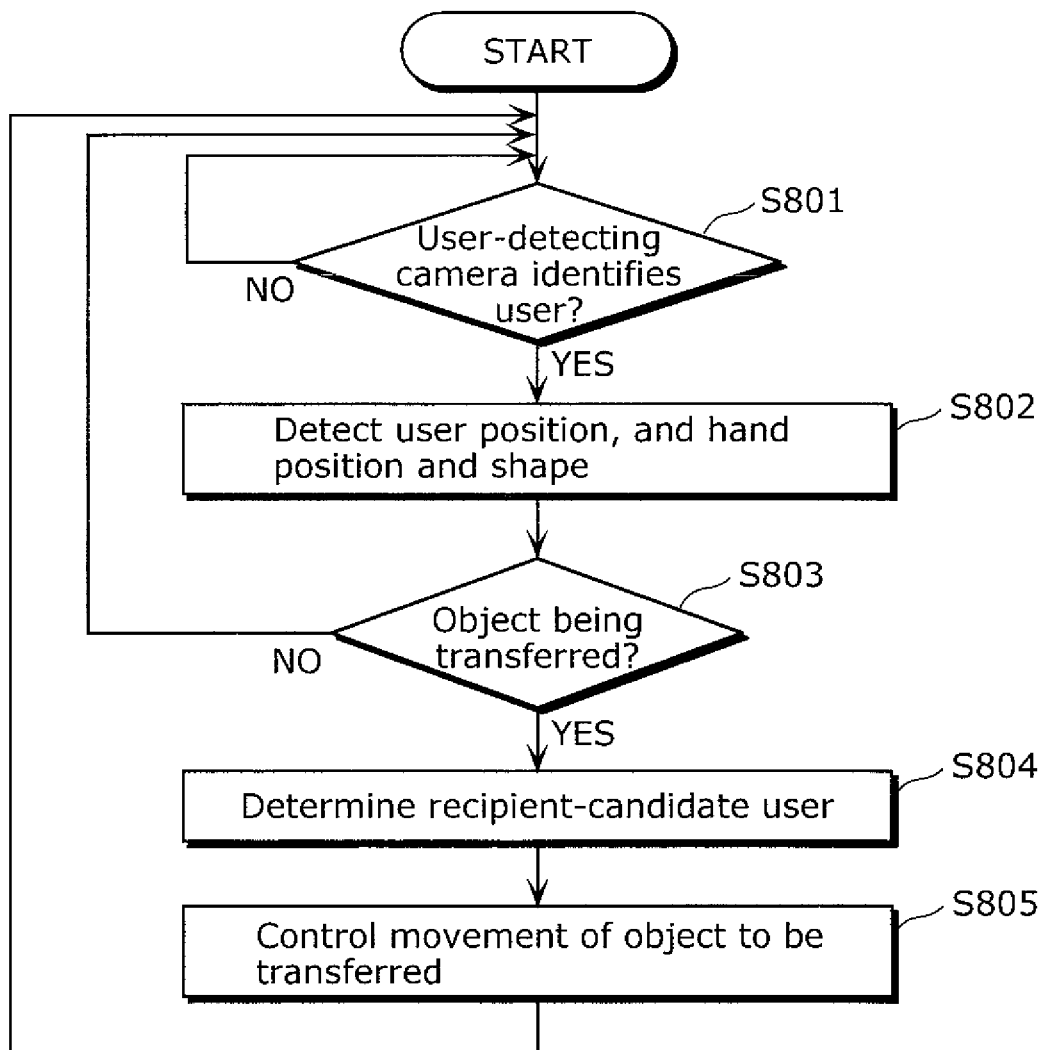 START
S801
User-detecting
camera identifies
user?
NO
YES
S802
Detect user position, and hand
position and shape
S803
Object being
transferred?
NO
YES
S804
Determine recipient-candidate user
S805
Control movement of object to be
transferred